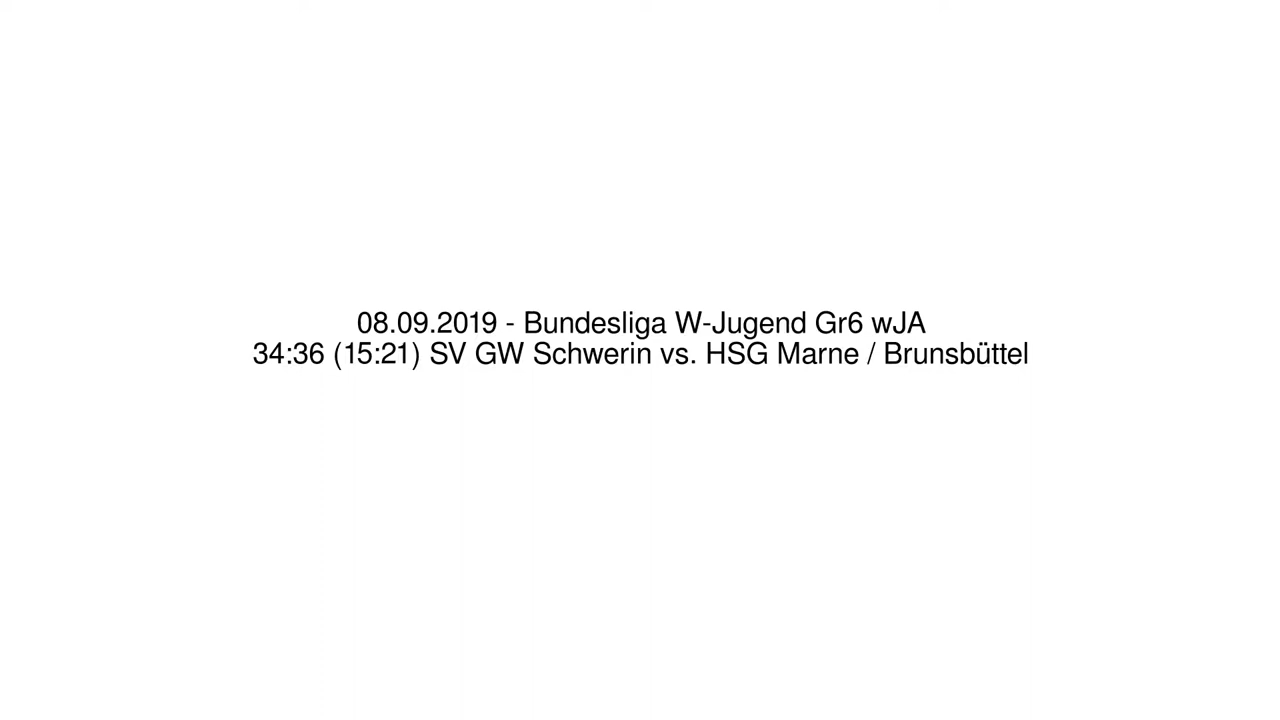 08.09.2019 - Bundesliga W-Jugend Gr6 wJA
34:36 (15:21) SV GW Schwerin vs. HSG Marne / Brunsbüttel